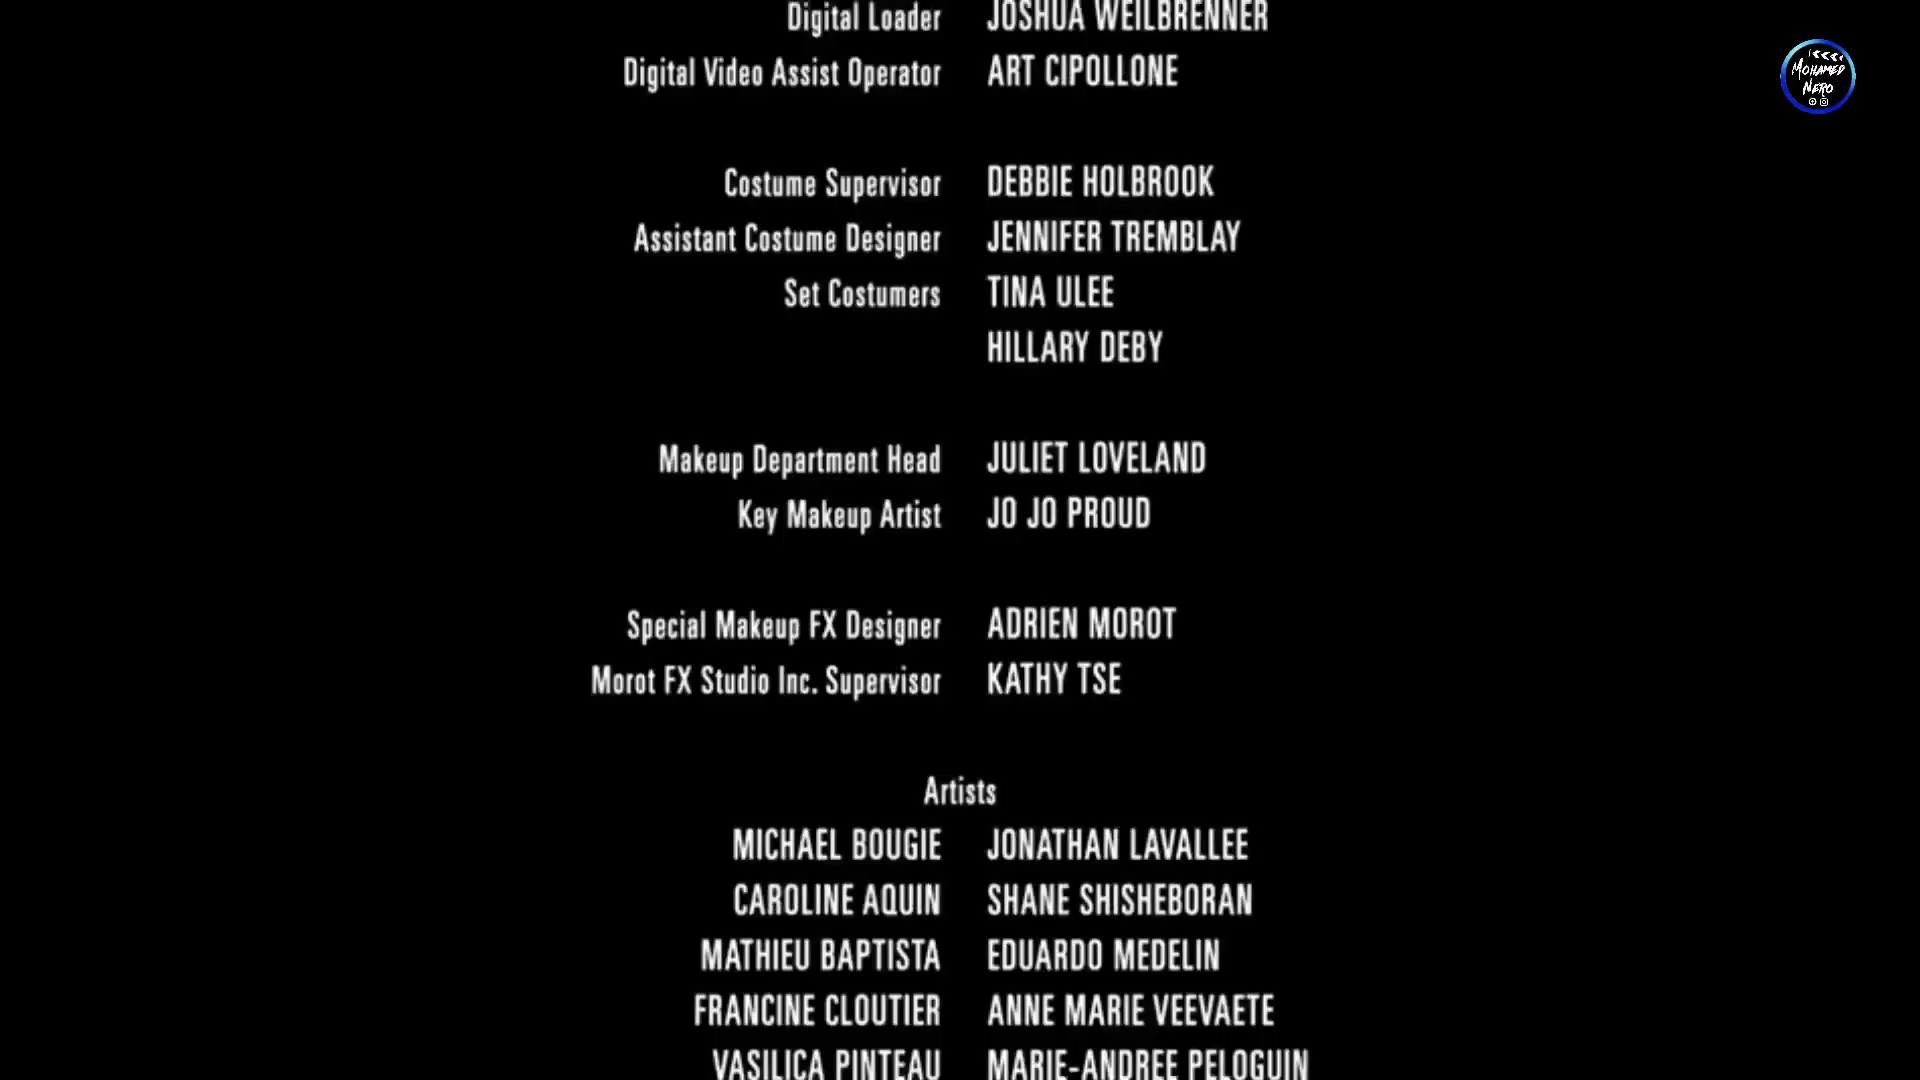 Digital Loader JOSHUA WEILBRENNER
Digital Video Assist Operator ART CIPOLLONE
Costume Supervisor DEBBIE HOLBROOK
Assistant Costume Designer JENNIFER TREMBLAY
Set Costumers TINA ULEE
HILLARY DEBY
Makeup Department Head JULIET LOVELAND
Key Makeup Artist JO JO PROUD
Special Makeup FX Designer ADRIEN MOROT
Morot FX Studio Inc. Supervisor KATHY TSE
Artists
MICHAEL BOUGIE JONATHAN LAVALLEE
CAROLINE AQUIN SHANE SHISHEBORAN
MATHIEU BAPTISTA EDUARDO MEDELIN
FRANCINE CLOUTIER ANNE MARIE VEEVAETE
VASILICA PINTEAU MARIE-ANDREE PELOGUIN
MOHAMED
NERO